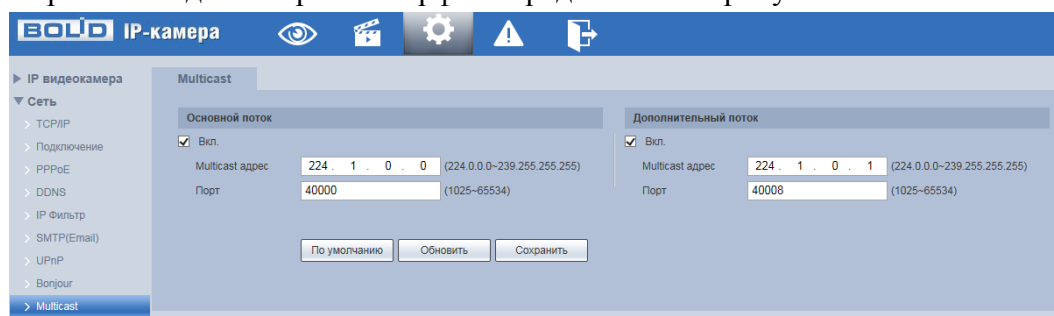 BOLID IP-камера
IP видеокамера
Сеть
TCP/IP
Подключение
PPPoE
DDNS
IP Фильтр
SMTP(Email)
UPnP
Bonjour
Multicast
Multicast
Основной поток
Вкл.
Multicast адрес 224 . 1 . 0 . 0 (224.0.0.0~239.255.255.255)
Порт 40000 (1025~65534)
По умолчанию Обновить Сохранить
Дополнительный поток
Вкл.
Multicast адрес 224 . 1 . 0 . 1 (224.0.0.0~239.255.255.255)
Порт 40008 (1025~65534)